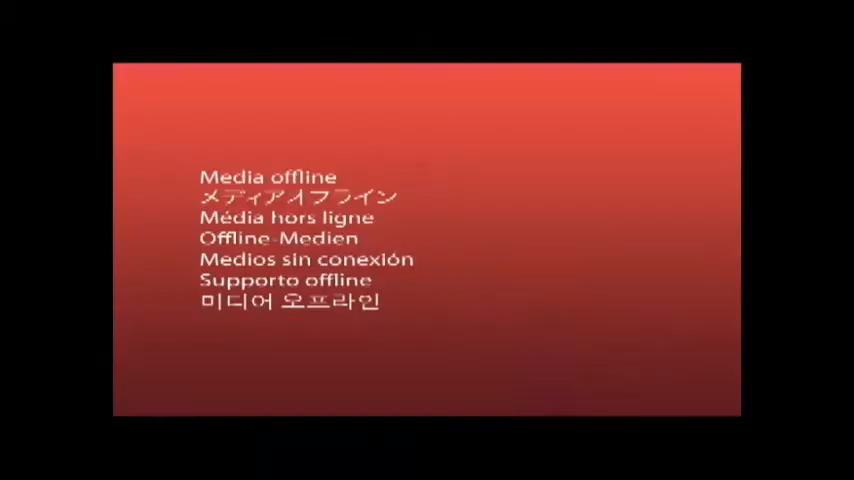 Media offline
メディアオフライン
Média hors ligne
Offline-Medien
Medios sin conexión
Supporto offline
미디어 오프라인